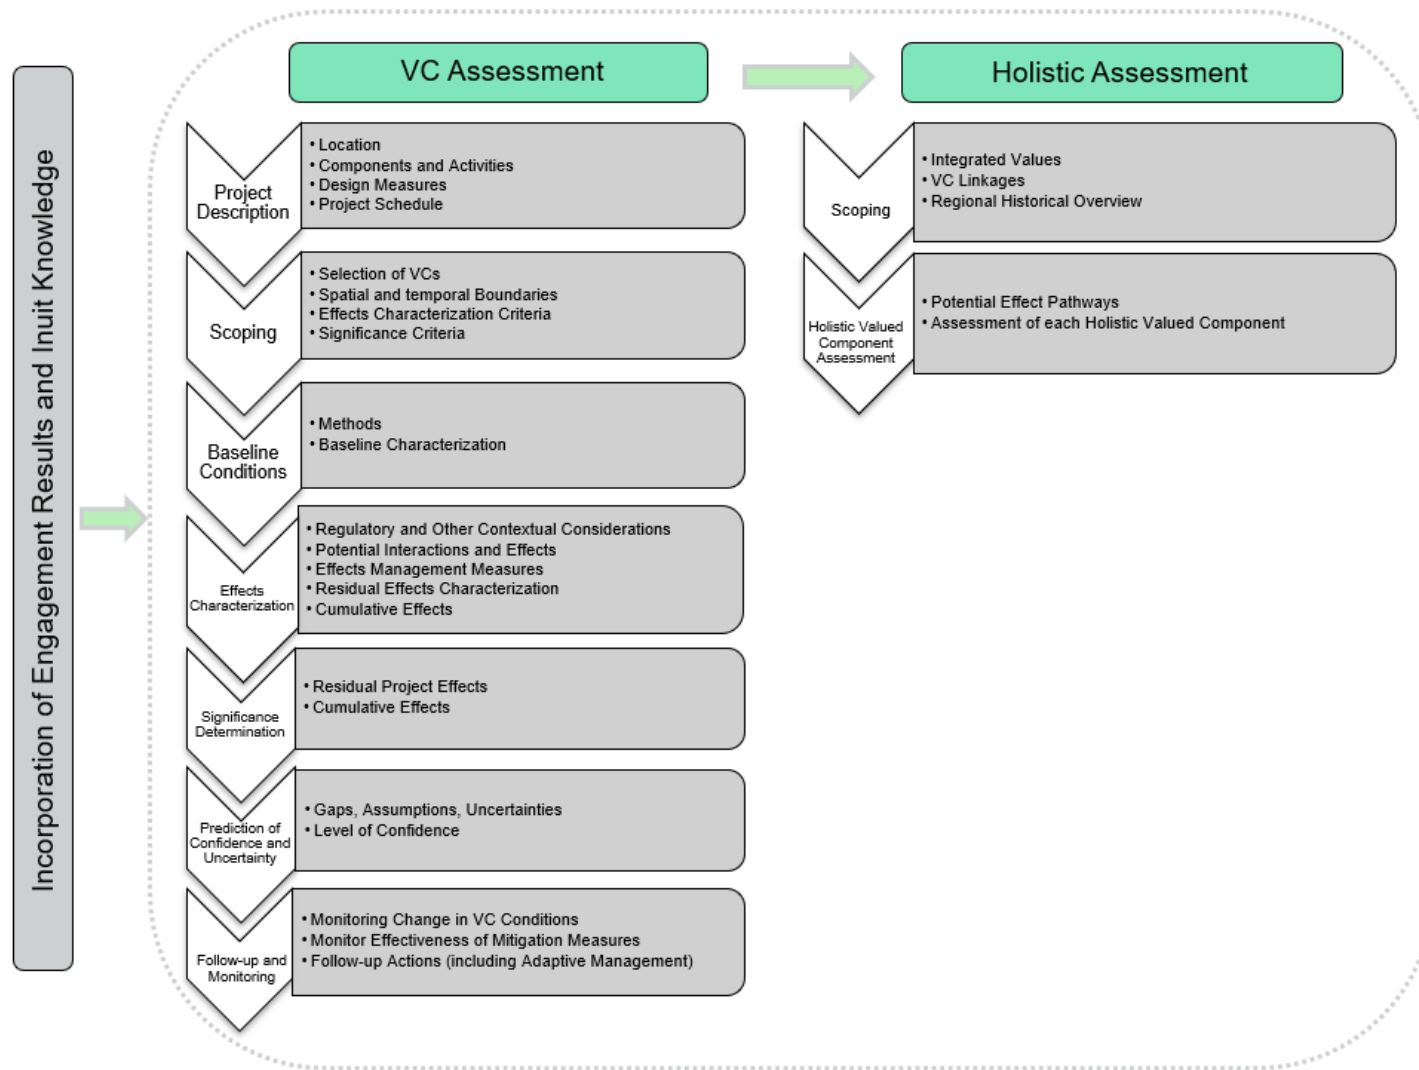 Incorporation of Engagement Results and Inuit Knowledge
VC Assessment
Project
Description
• Location
• Components and Activities
• Design Measures
• Project Schedule
Scoping
• Selection of VCs
• Spatial and temporal Boundaries
• Effects Characterization Criteria
• Significance Criteria
Baseline
Conditions
• Methods
• Baseline Characterization
Effects
Characterization
• Regulatory and Other Contextual Considerations
• Potential Interactions and Effects
• Effects Management Measures
• Residual Effects Characterization
• Cumulative Effects
Significance
Determination
• Residual Project Effects
• Cumulative Effects
Prediction of
Confidence and
Uncertainty
• Gaps, Assumptions, Uncertainties
• Level of Confidence
Follow-up and
Monitoring
• Monitoring Change in VC Conditions
• Monitor Effectiveness of Mitigation Measures
• Follow-up Actions (including Adaptive Management)
Holistic Assessment
Scoping
• Integrated Values
• VC Linkages
• Regional Historical Overview
Holistic Valued
Component
Assessment
• Potential Effect Pathways
• Assessment of each Holistic Valued Component